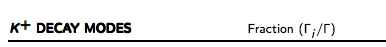 K+ DECAY MODES Fraction (Γi/Γ)